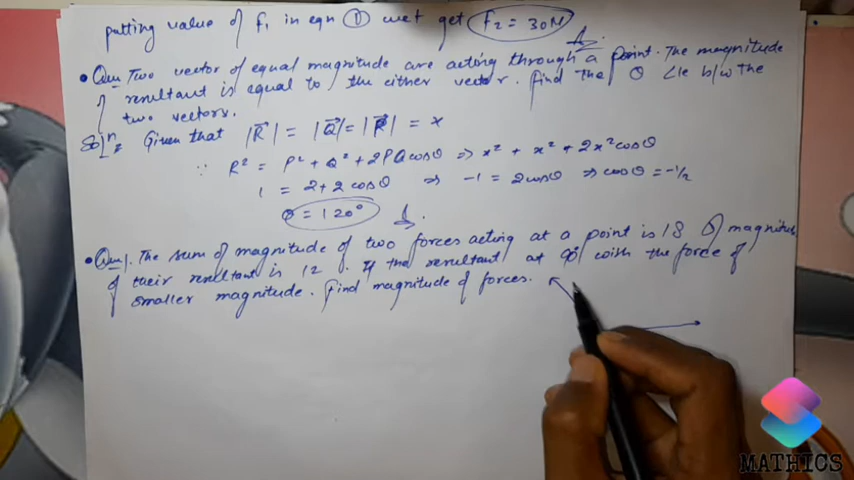 putting value of f₁ in eqn ① wet get f₂ = 30N
Ans.
• Que Two vector of equal magnitude are acting through a point. The magnitude
of resultant is equal to the either vector. find the θ ∠le b/w the
two vectors.
Solⁿ: Given that |R⃗| = |Q⃗| = |P⃗| = x
∵ R² = P² + Q² + 2PQ cosθ ⇒ x² + x² + 2x² cosθ
1 = 2 + 2 cosθ ⇒ -1 = 2cosθ ⇒ cosθ = -1/2
θ = 120°
• Que1. The sum of magnitude of two forces acting at a point is 18 & magnitude
of their resultant is 12. If the resultant at 90° with the force of
smaller magnitude. Find magnitude of forces.
MATHICS